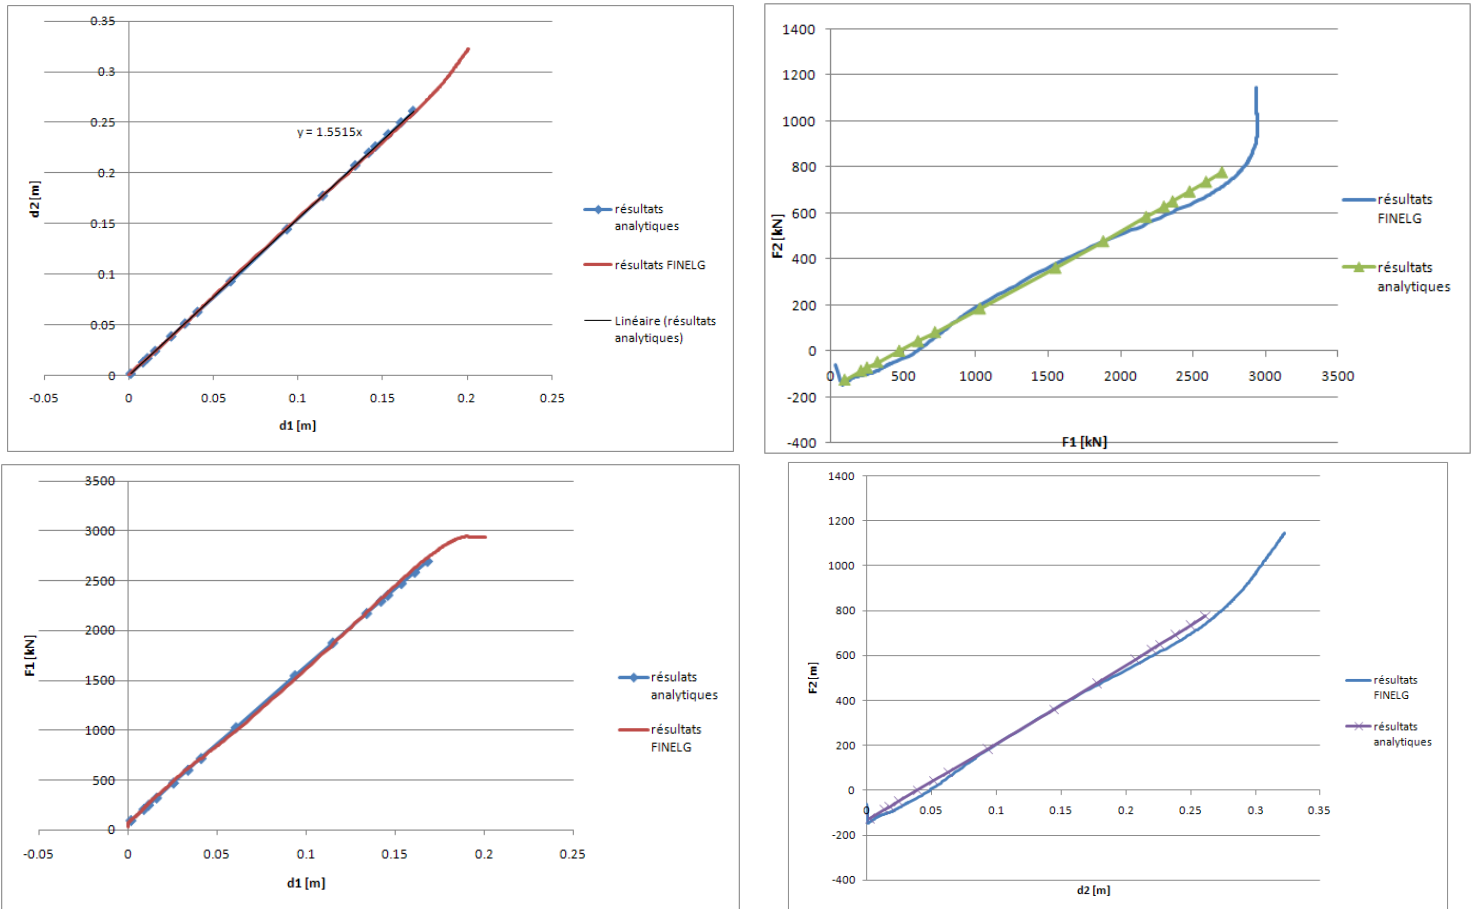 0.35
0.3
0.25
0.2
0.15
0.1
0.05
0
-0.05
0
0.05
0.1
0.15
0.2
0.25
d2 [m]
d1 [m]
y = 1.5515x
résultats
analytiques
résultats FINELG
Linéaire (résultats
analytiques)
1400
1200
1000
800
600
400
200
0
-200
-400
0
500
1000
1500
2000
2500
3000
3500
F2 [kN]
F1 [kN]
résultats
FINELG
résultats
analytiques
3500
3000
2500
2000
1500
1000
500
0
-0.05
0
0.05
0.1
0.15
0.2
0.25
F1 [kN]
d1 [m]
résulats
analytiques
résultats
FINELG
1400
1200
1000
800
600
400
200
0
-200
-400
0
0.05
0.1
0.15
0.2
0.25
0.3
0.35
F2 [m]
d2 [m]
résultats
FINELG
résultats
analytiques